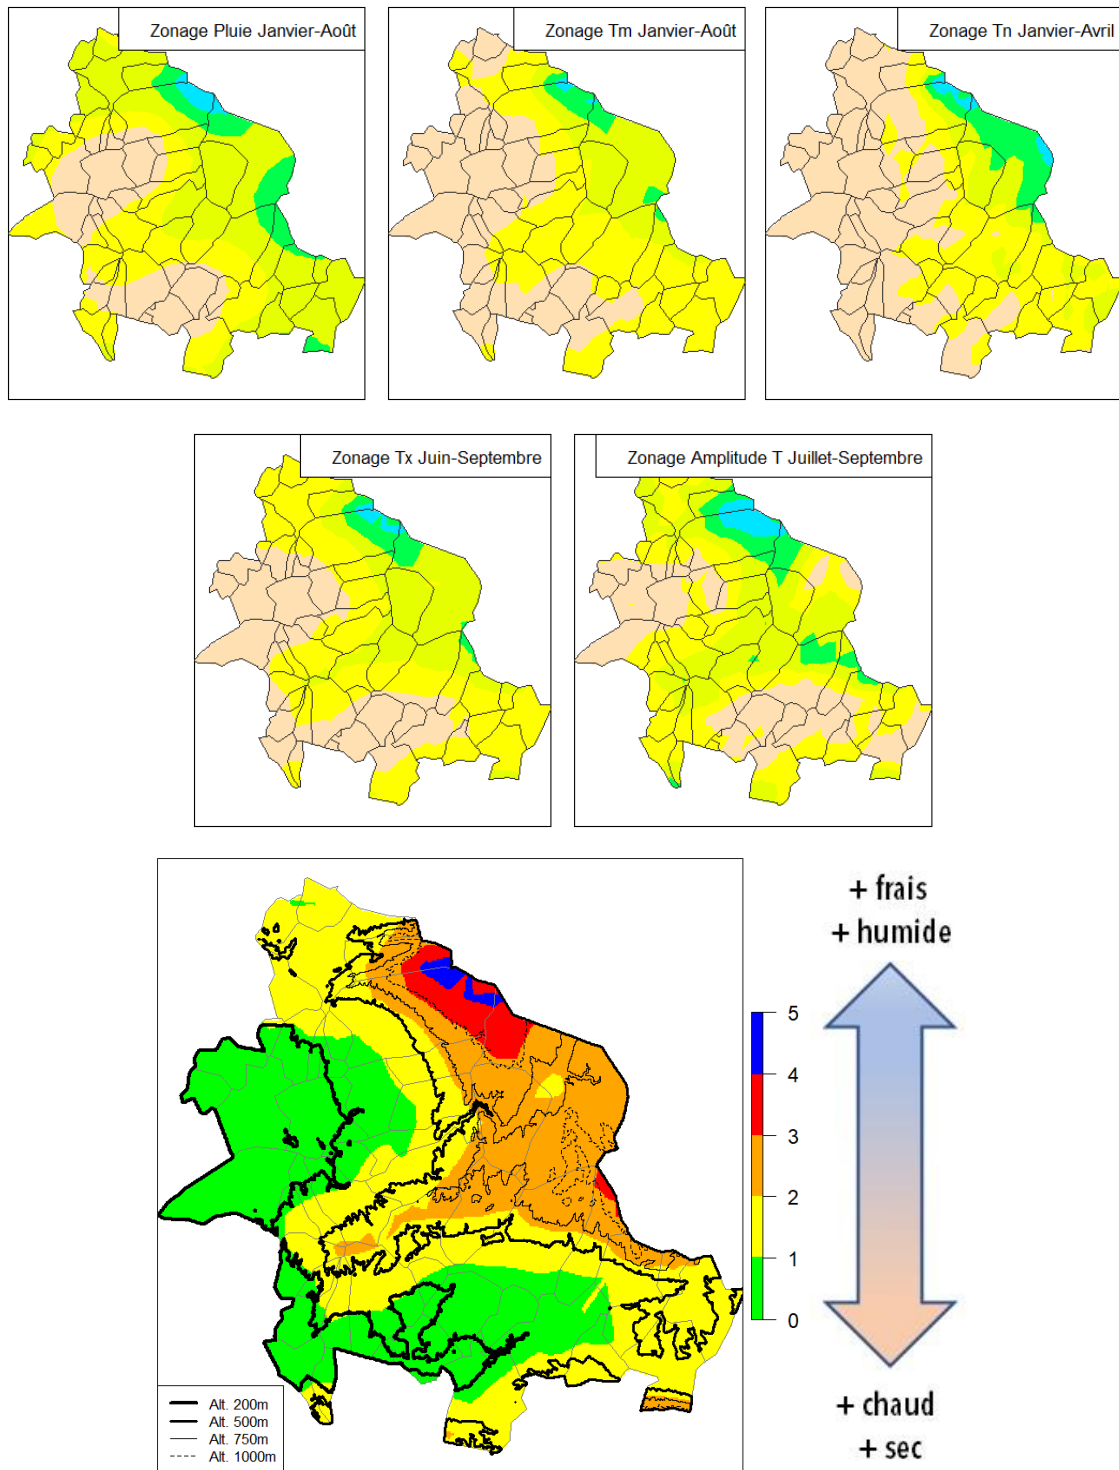 Zonage Pluie Janvier-Août
Zonage Tm Janvier-Août
Zonage Tn Janvier-Avril
Zonage Tx Juin-Septembre
Zonage Amplitude T Juillet-Septembre
+ frais
+ humide
5
4
3
2
1
0
Alt. 200m
Alt. 500m
Alt. 750m
Alt. 1000m
+ chaud
+ sec